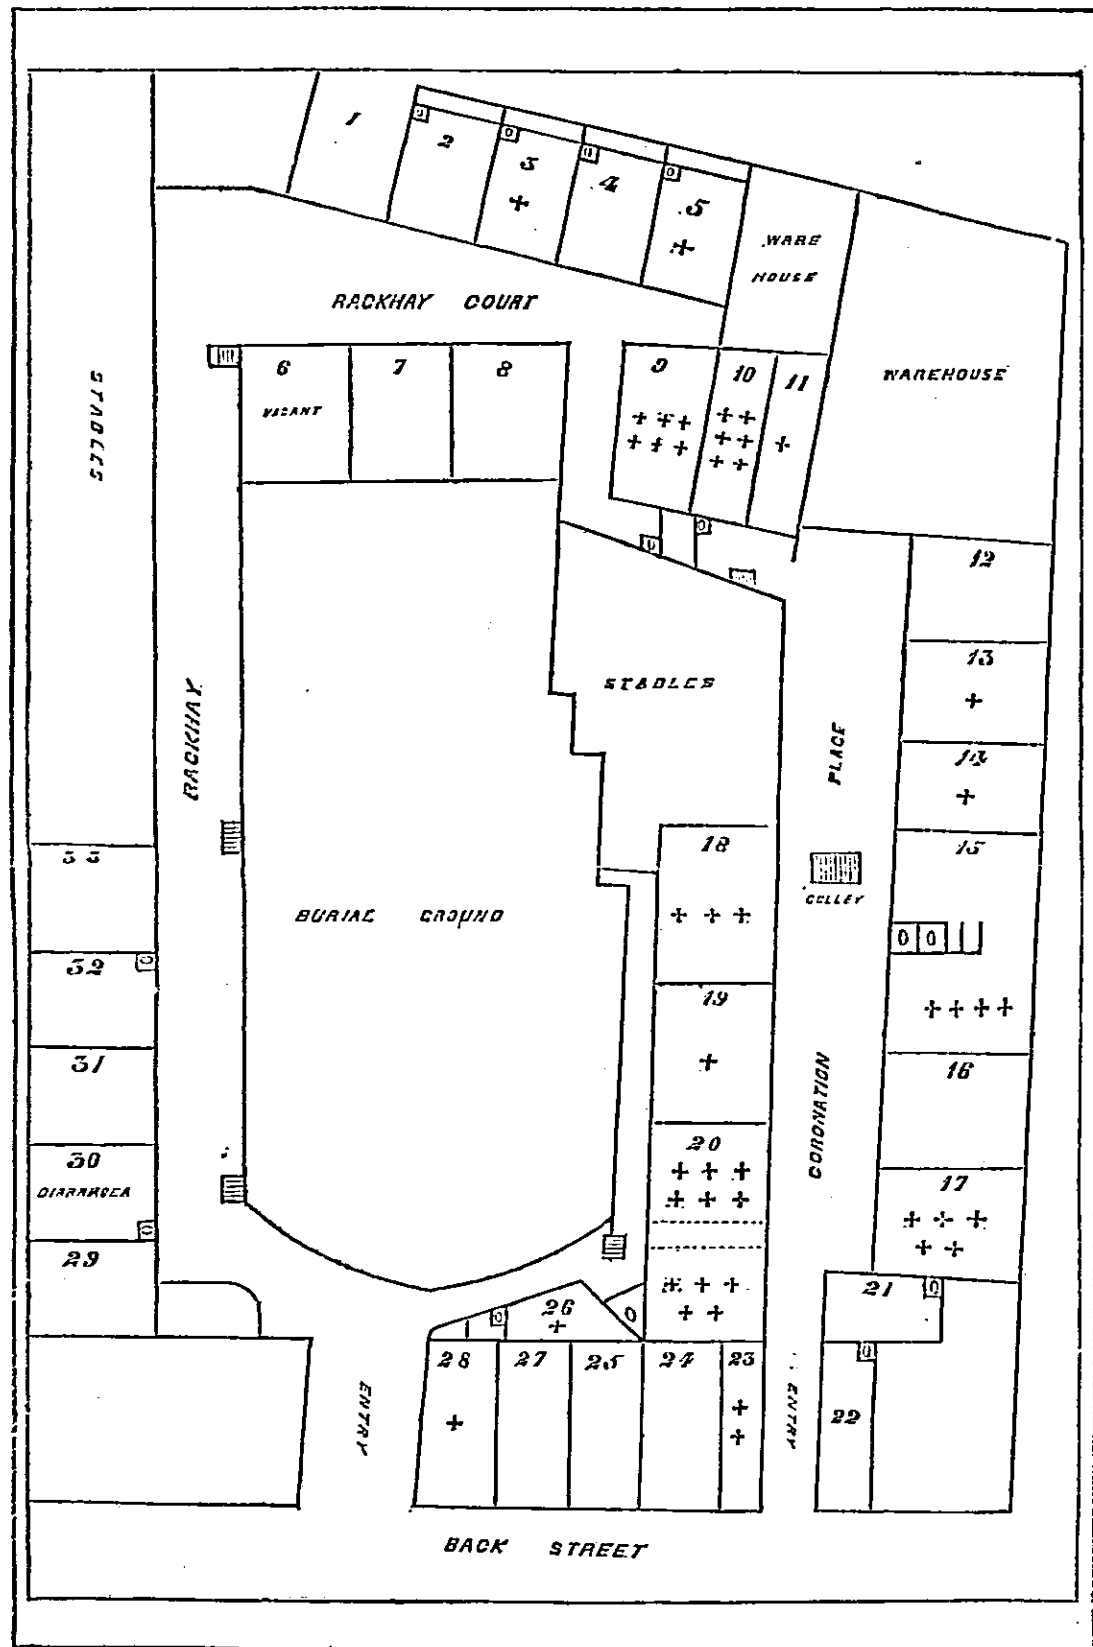 1
2
3
4
5
WARE
HOUSE
RACKHAY COURT
6
VACANT
7
8
9
10
11
WAREHOUSE
STABLES
12
13
14
STABLES
RACKHAY
PLACE
18
15
GULLEY
BURIAL GROUND
33
32
31
30
DIARRHOEA
29
19
20
CORONATION
16
17
21
26
28
27
25
24
23
22
ENTRY
ENTRY
BACK STREET